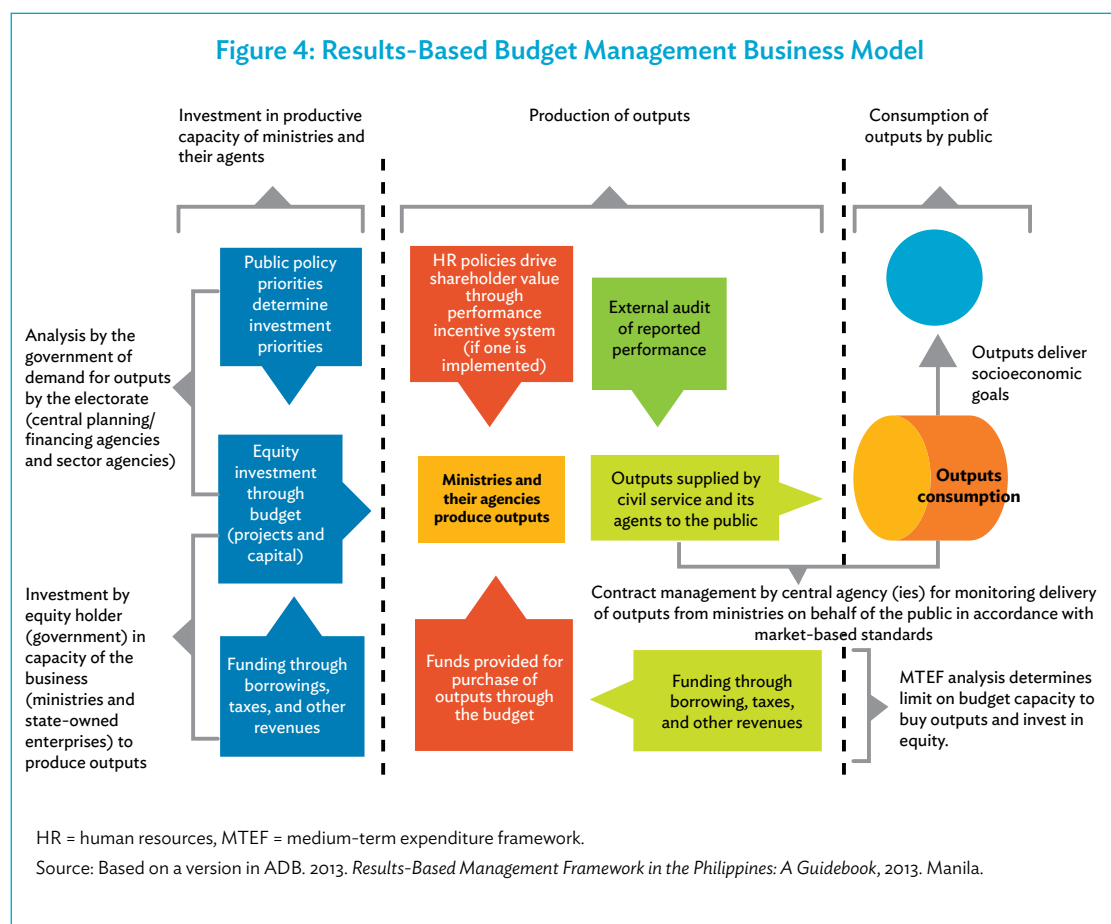 Figure 4: Results-Based Budget Management Business Model
Investment in productive
capacity of ministries and
their agents
Production of outputs
Consumption of
outputs by public
Public policy
priorities
determine
investment
priorities
HR policies drive
shareholder value
through
performance
incentive system
(if one is
implemented)
External audit
of reported
performance
Analysis by the
government of
demand for outputs
by the electorate
(central planning/
financing agencies
and sector agencies)
Outputs deliver
socioeconomic
goals
Equity
investment
through
budget
(projects and
capital)
Ministries and
their agencies
produce outputs
Outputs supplied by
civil service and its
agents to the public
Outputs
consumption
Contract management by central agency (ies) for monitoring delivery
of outputs from ministries on behalf of the public in accordance with
market-based standards
Investment by
equity holder
(government) in
capacity of the
business
(ministries and
state-owned
enterprises) to
produce outputs
Funding through
borrowings,
taxes, and other
revenues
Funds provided for
purchase of
outputs through
the budget
Funding through
borrowing, taxes,
and other revenues
MTEF analysis determines
limit on budget capacity to
buy outputs and invest in
equity.
HR = human resources, MTEF = medium-term expenditure framework.
Source: Based on a version in ADB. 2013. Results-Based Management Framework in the Philippines: A Guidebook, 2013. Manila.